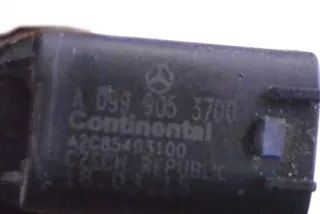 A 099 905 3700
Continental
A2C85403100
CZECH REPUBLIC